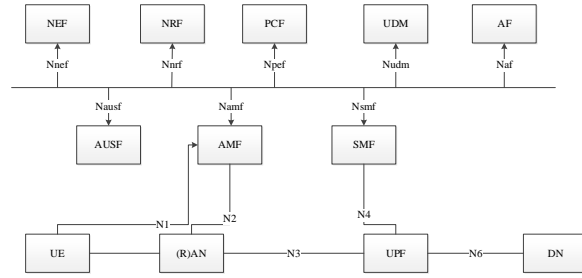 NEF NRF PCF UDM AF
Nnef Nnrf Npef Nudm Naf
Nausf Namf Nsmf
AUSF AMF SMF
N1 N2 N4
UE (R)AN N3 UPF N6 DN